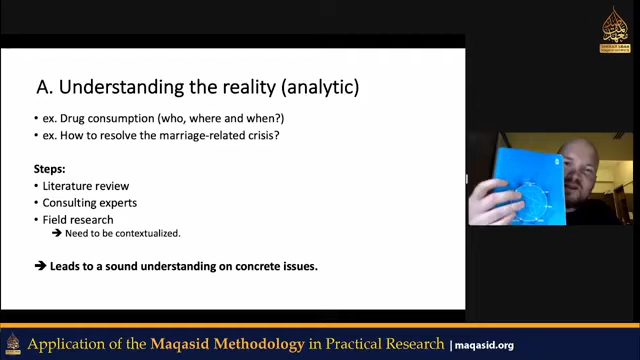 A. Understanding the reality (analytic)
• ex. Drug consumption (who, where and when?)
• ex. How to resolve the marriage-related crisis?
Steps:
• Literature review
• Consulting experts
• Field research
➔ Need to be contextualized.
➔ Leads to a sound understanding on concrete issues.
Application of the Maqasid Methodology in Practical Research | maqasid.org